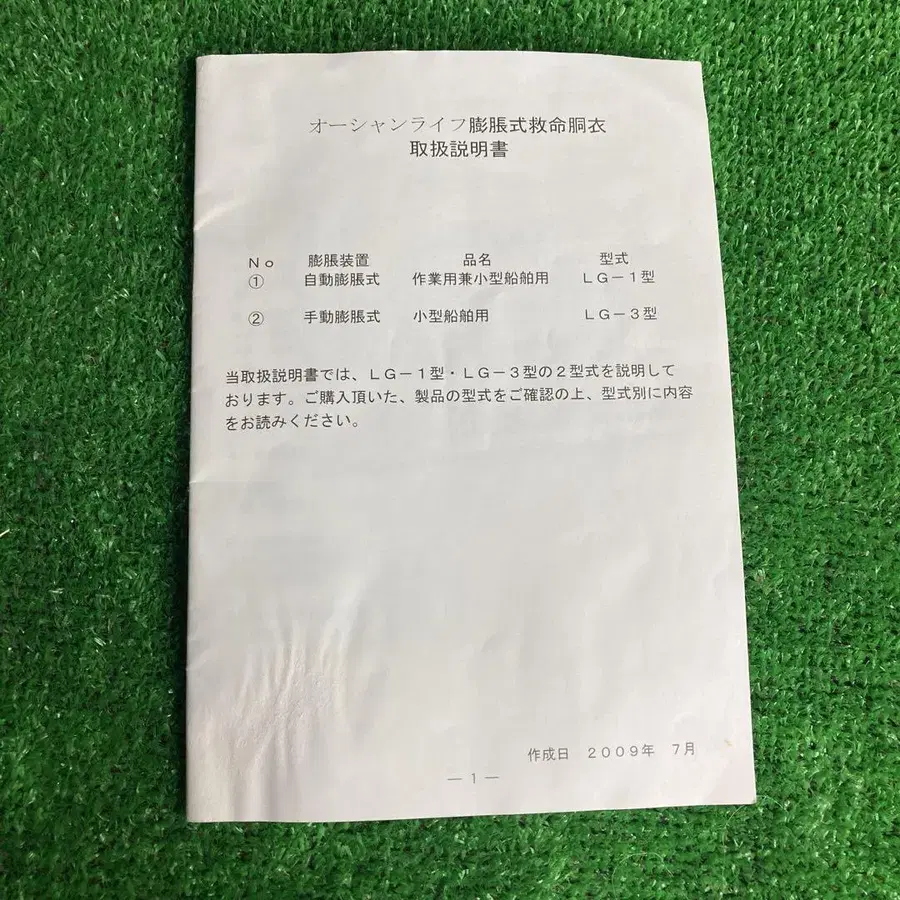 オーシャンライフ膨脹式救命胴衣
取扱説明書
No 膨脹装置 品名 型式
① 自動膨脹式 作業用兼小型船舶用 LG－1型
② 手動膨脹式 小型船舶用 LG－3型
当取扱説明書では、LG－1型・LG－3型の2型式を説明して
おります。ご購入頂いた、製品の型式をご確認の上、型式別に内容
をお読みください。
作成日 2009年 7月
－1－